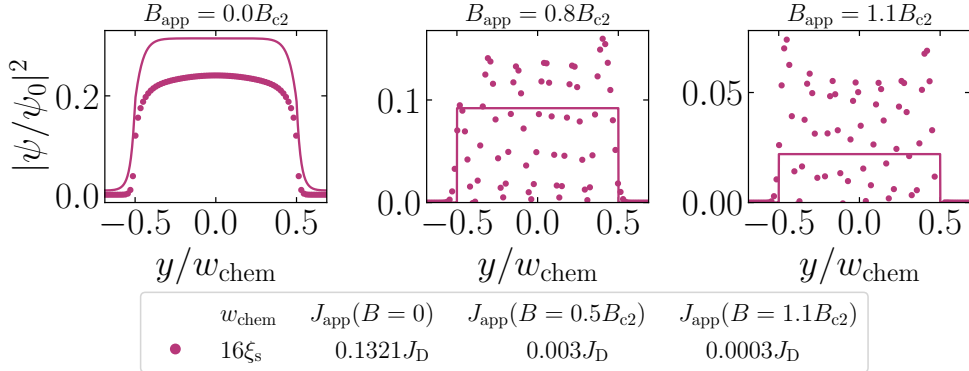 B_app = 0.0B_c2
B_app = 0.8B_c2
B_app = 1.1B_c2
|ψ/ψ_0|^2
0.2
0.0
−0.5 0.0 0.5
y/w_chem
0.1
0.0
−0.5 0.0 0.5
y/w_chem
0.05
0.00
−0.5 0.0 0.5
y/w_chem
w_chem J_app(B = 0) J_app(B = 0.5B_c2) J_app(B = 1.1B_c2)
16ξ_s 0.1321J_D 0.003J_D 0.0003J_D